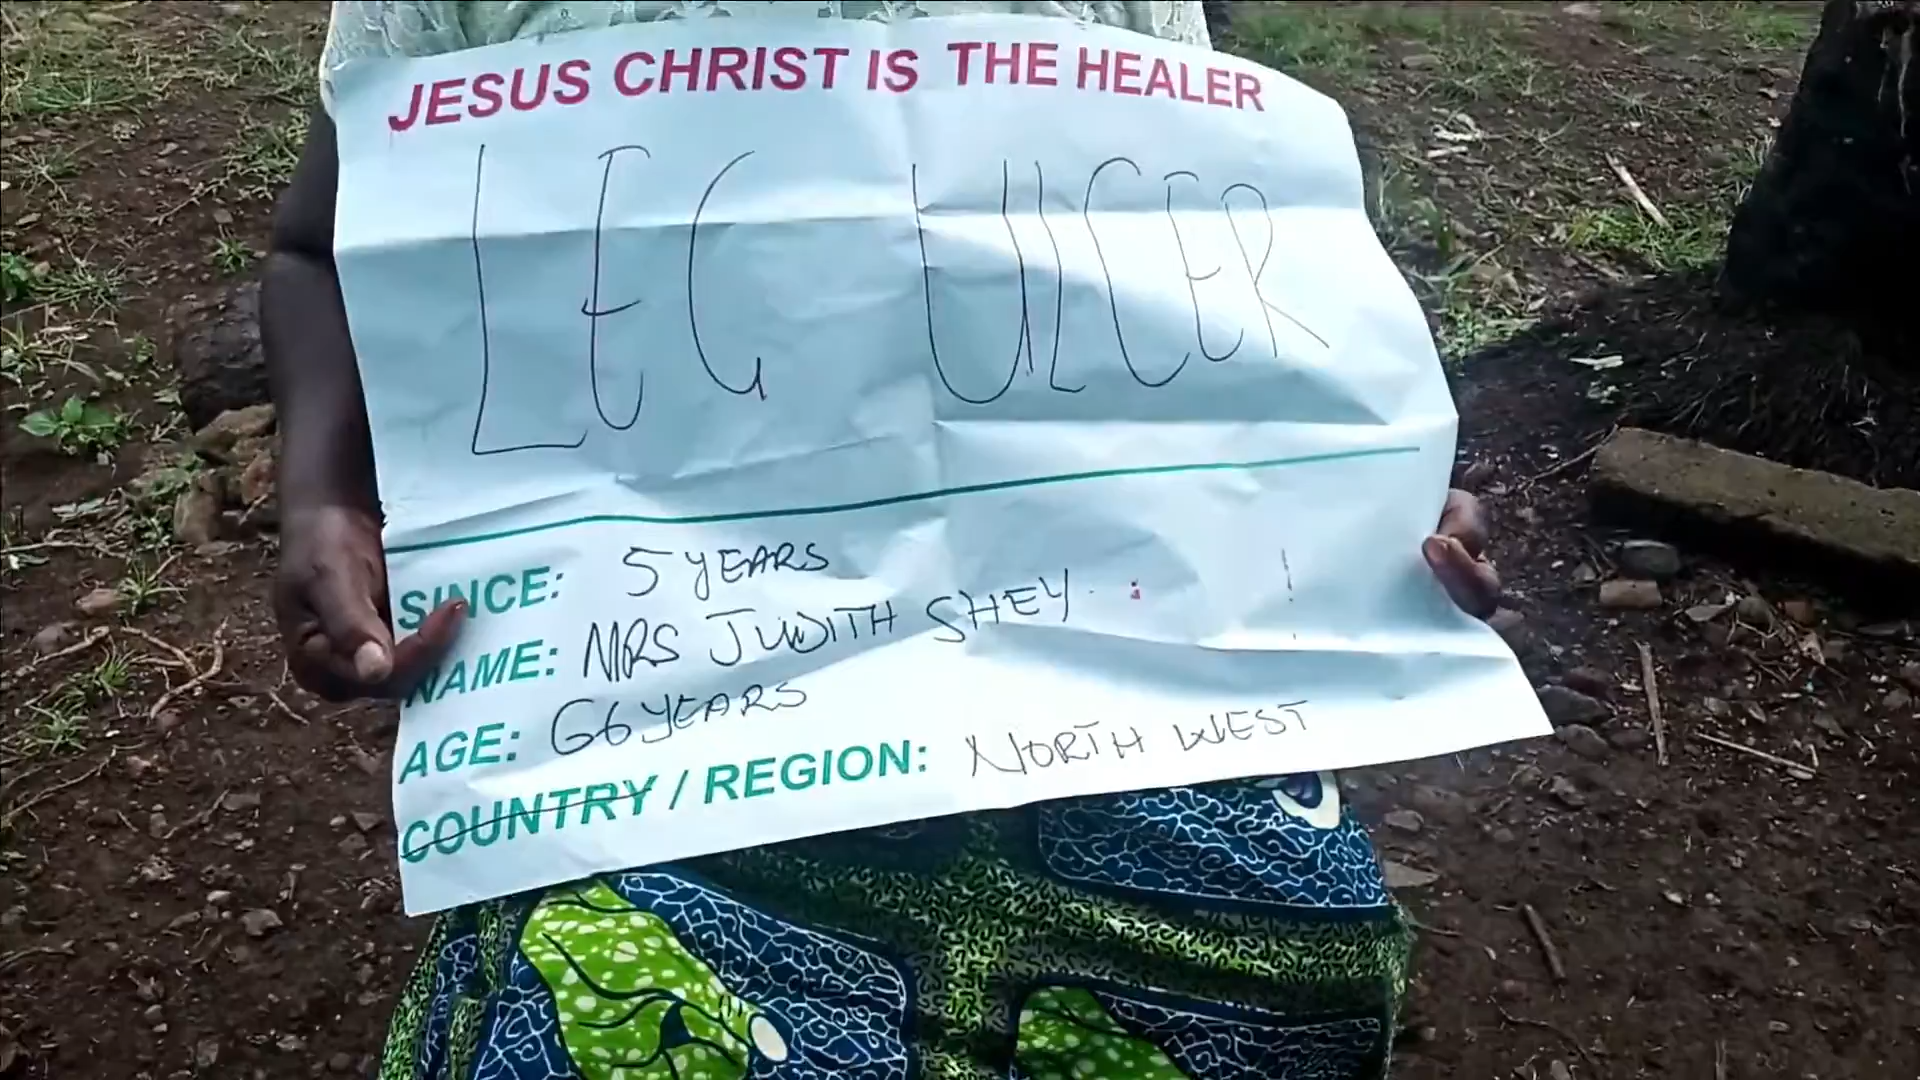 JESUS CHRIST IS THE HEALER
LEG ULCER
SINCE: 5 YEARS
NAME: MRS JUDITH SHEY
AGE: 66 YEARS
COUNTRY / REGION: NORTH WEST